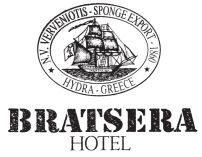 N.V. VERVENIOTIS - SPONGE EXPORT - 1860
HYDRA - GREECE
BRATSERA
HOTEL